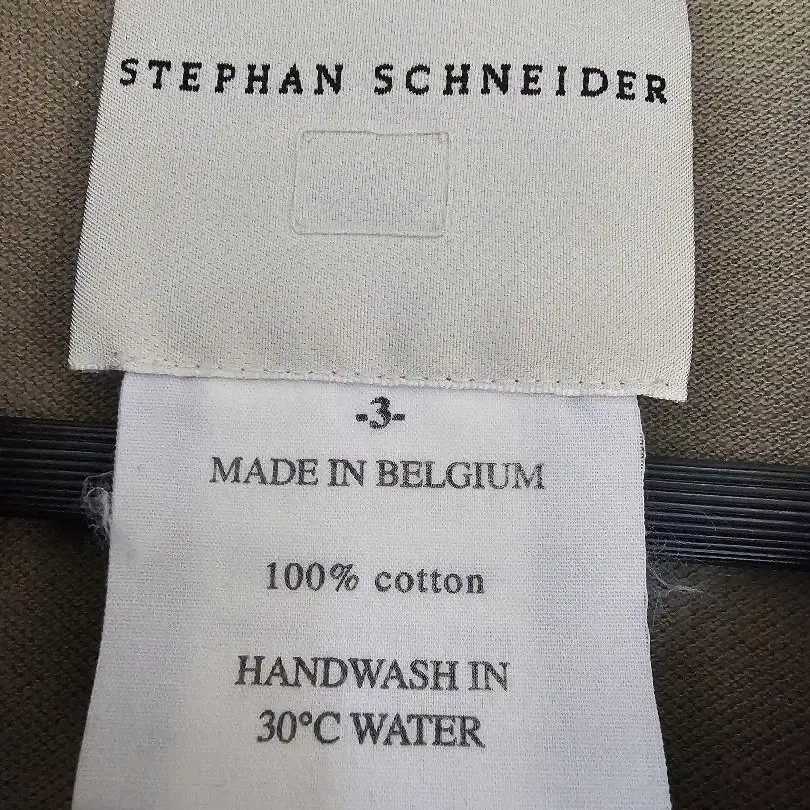 STEPHAN SCHNEIDER
-3-
MADE IN BELGIUM
100% cotton
HANDWASH IN
30°C WATER